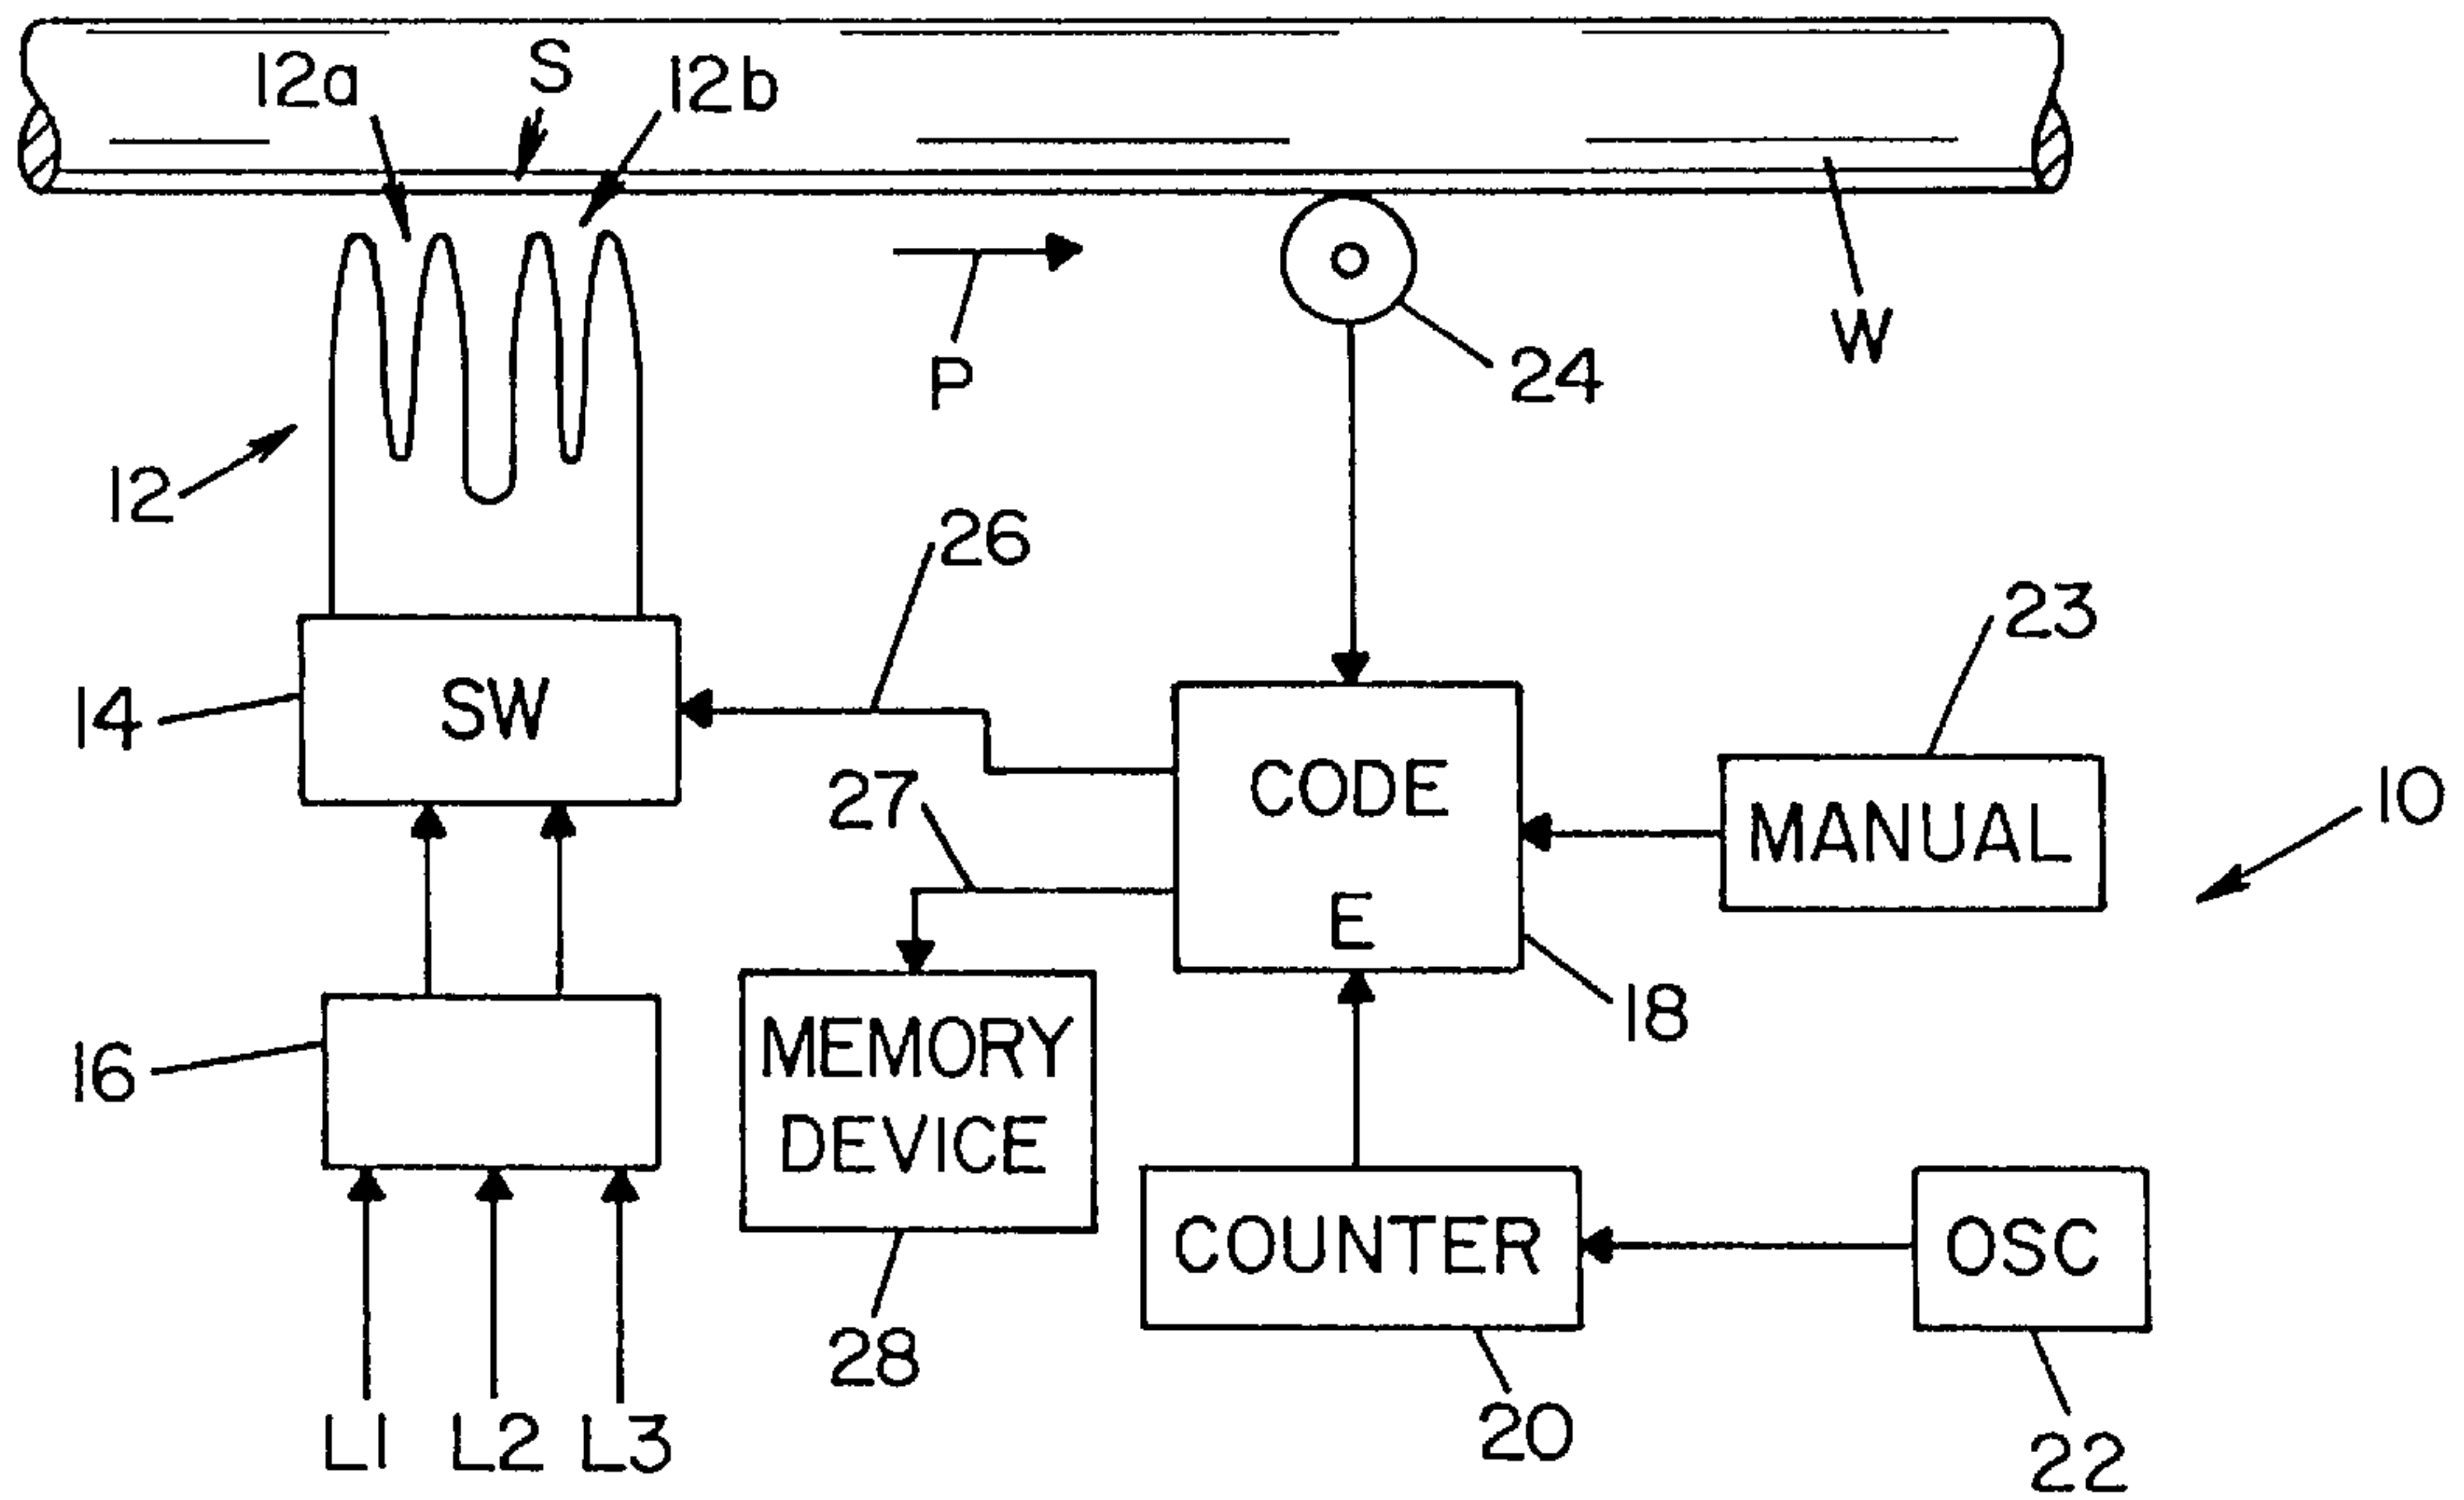 12a
S
12b
P
24
W
12
26
23
14
SW
27
CODE
E
MANUAL
10
16
MEMORY
DEVICE
18
28
COUNTER
OSC
L1
L2
L3
20
22